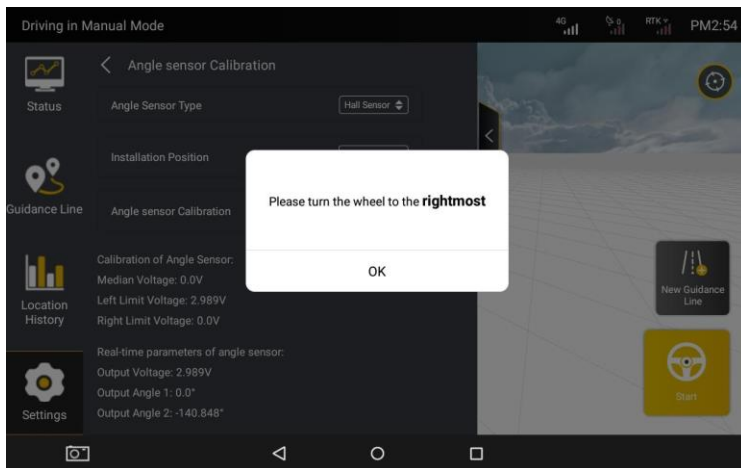 Driving in Manual Mode
4G
0
RTK
PM2:54
Status
Guidance Line
Location
History
Settings
Angle sensor Calibration
Angle Sensor Type
Hall Sensor
Installation Position
Angle sensor Calibration
Calibration of Angle Sensor:
Median Voltage: 0.0V
Left Limit Voltage: 2.989V
Right Limit Voltage: 0.0V
Real-time parameters of angle sensor:
Output Voltage: 2.989V
Output Angle 1: 0.0°
Output Angle 2: -140.848°
Please turn the wheel to the rightmost
OK
New Guidance
Line
Start